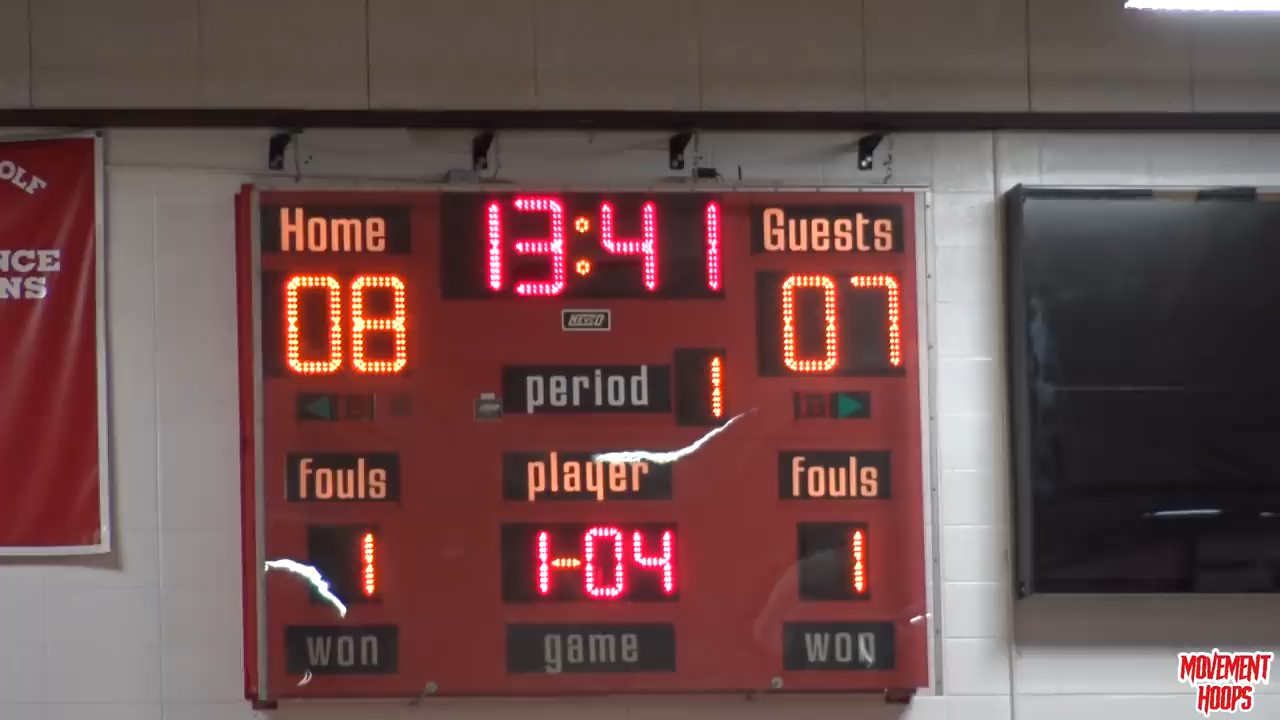 OLF
NCE
NS
Home
13:41
Guests
08
07
NEVCO
period 1
B
B
fouls
player
fouls
1
1-04
1
won
game
won
MOVEMENT
HOOPS